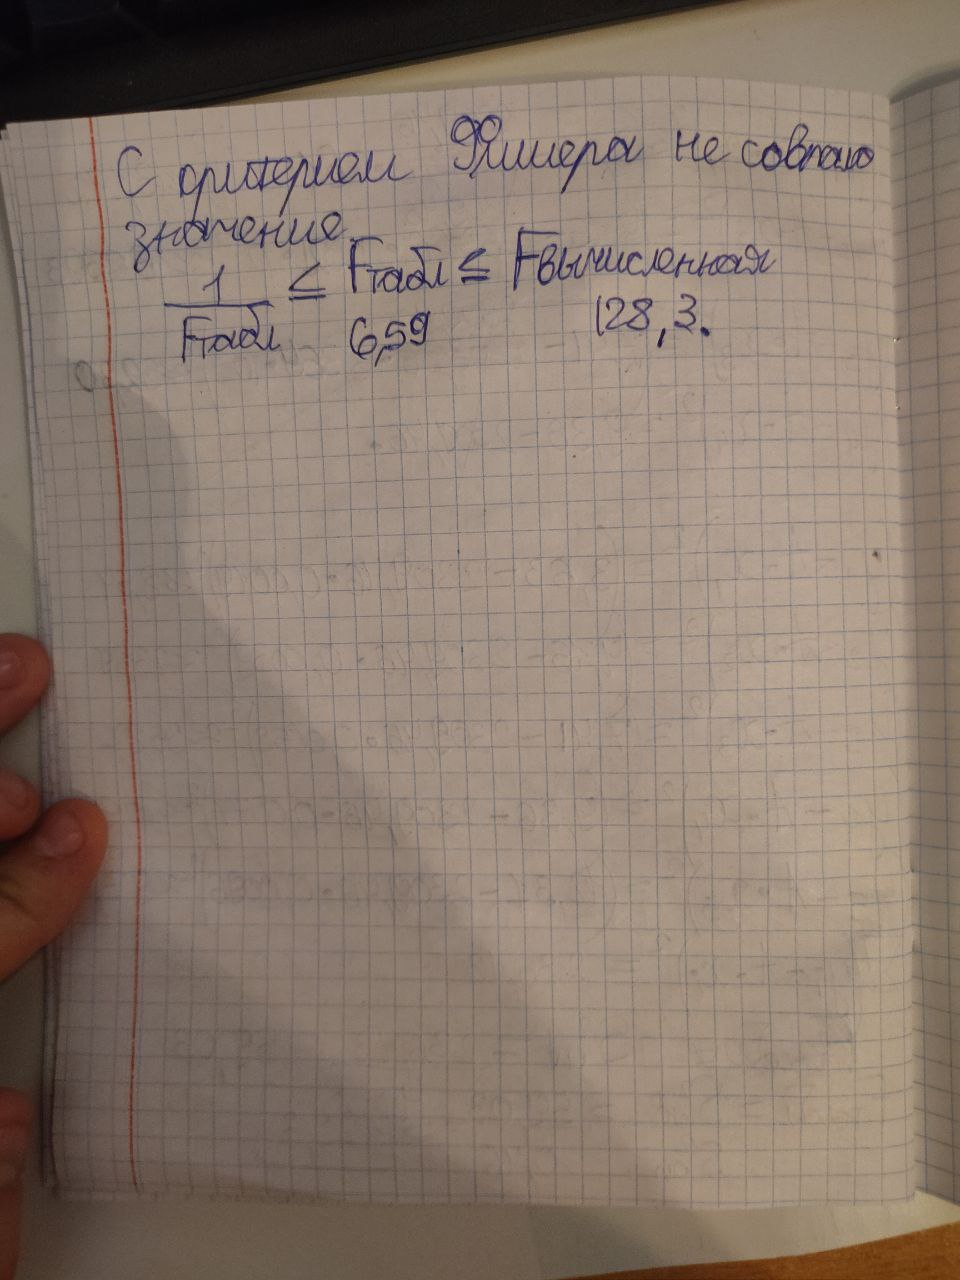 С критерием Фишера не совпало
значение.
1/Fтабл ≤ Fтабл ≤ Fвычисленная
6,59 128,3.